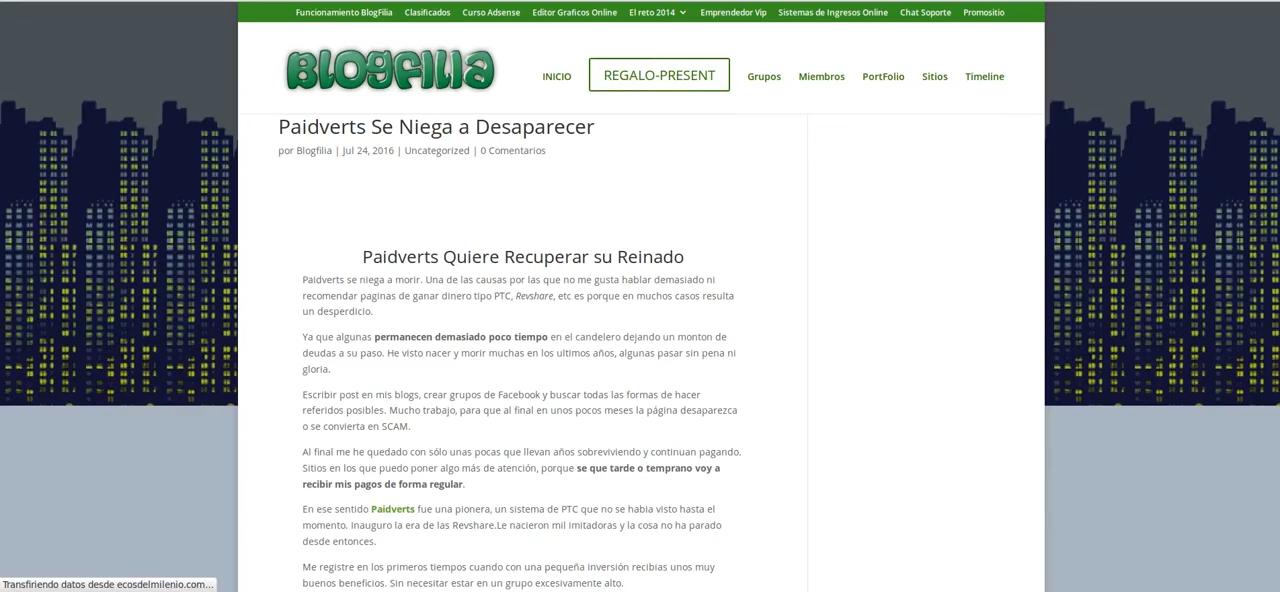 Funcionamiento BlogFilia Clasificados Curso Adsense Editor Graficos Online El reto 2014 Emprendedor Vip Sistemas de Ingresos Online Chat Soporte Promositio
BLOGFILIA INICIO REGALO-PRESENT Grupos Miembros PortFolio Sitios Timeline
Paidverts Se Niega a Desaparecer
por Blogfilia | Jul 24, 2016 | Uncategorized | 0 Comentarios
Paidverts Quiere Recuperar su Reinado
Paidverts se niega a morir. Una de las causas por las que no me gusta hablar demasiado ni
recomendar paginas de ganar dinero tipo PTC, Revshare, etc es porque en muchos casos resulta
un desperdicio.
Ya que algunas permanecen demasiado poco tiempo en el candelero dejando un monton de
deudas a su paso. He visto nacer y morir muchas en los ultimos años, algunas pasar sin pena ni
gloria.
Escribir post en mis blogs, crear grupos de Facebook y buscar todas las formas de hacer
referidos posibles. Mucho trabajo, para que al final en unos pocos meses la página desaparezca
o se convierta en SCAM.
Al final me he quedado con sólo unas pocas que llevan años sobreviviendo y continuan pagando.
Sitios en los que puedo poner algo más de atención, porque se que tarde o temprano voy a
recibir mis pagos de forma regular.
En ese sentido Paidverts fue una pionera, un sistema de PTC que no se habia visto hasta el
momento. Inauguro la era de las Revshare.Le nacieron mil imitadoras y la cosa no ha parado
desde entonces.
Me registre en los primeros tiempos cuando con una pequeña inversión recibias unos muy
buenos beneficios. Sin necesitar estar en un grupo excesivamente alto.
Transfiriendo datos desde ecosdelmilenio.com...